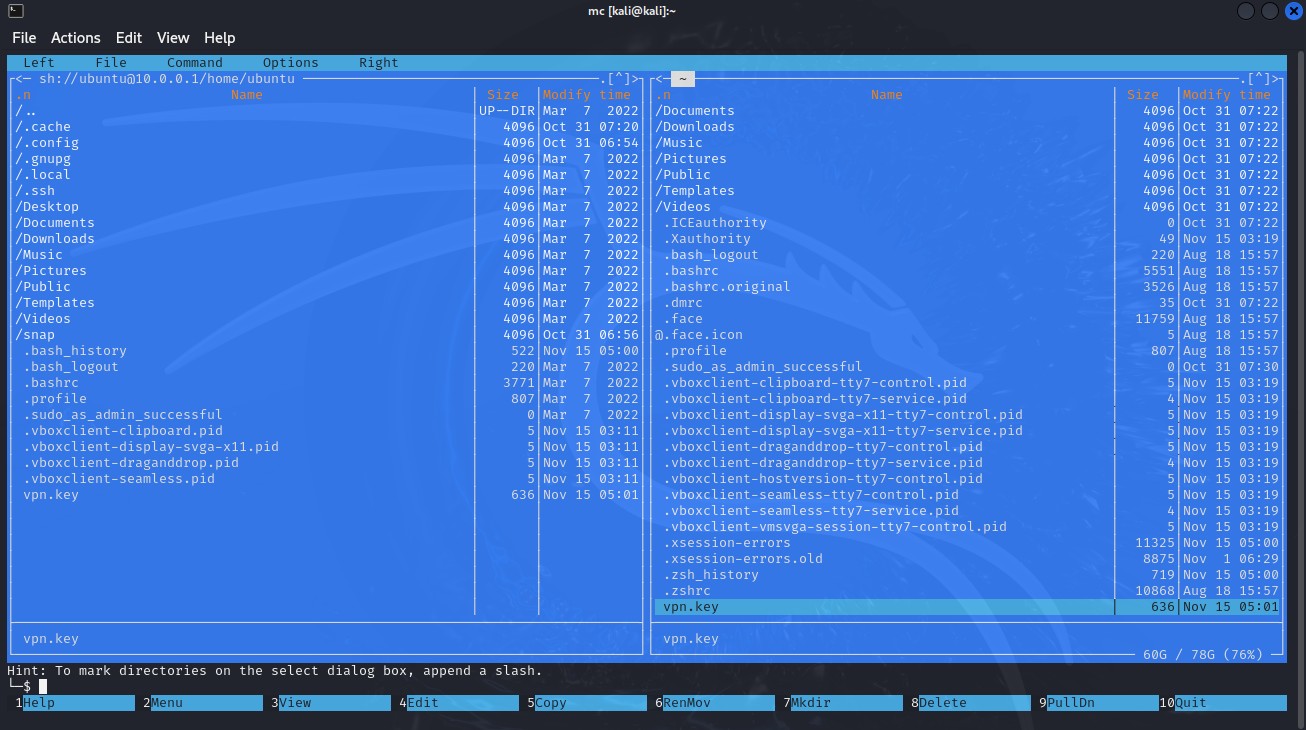 mc [kali@kali]:~
File Actions Edit View Help
Left File Command Options Right
<─ sh://ubuntu@10.0.0.1/home/ubuntu .[^]>
.n Name Size Modify time
/.. UP--DIR Mar 7 2022
/.cache 4096 Oct 31 07:20
/.config 4096 Oct 31 06:54
/.gnupg 4096 Mar 7 2022
/.local 4096 Mar 7 2022
/.ssh 4096 Mar 7 2022
/Desktop 4096 Mar 7 2022
/Documents 4096 Mar 7 2022
/Downloads 4096 Mar 7 2022
/Music 4096 Mar 7 2022
/Pictures 4096 Mar 7 2022
/Public 4096 Mar 7 2022
/Templates 4096 Mar 7 2022
/Videos 4096 Mar 7 2022
/snap 4096 Oct 31 06:56
.bash_history 522 Nov 15 05:00
.bash_logout 220 Mar 7 2022
.bashrc 3771 Mar 7 2022
.profile 807 Mar 7 2022
.sudo_as_admin_successful 0 Mar 7 2022
.vboxclient-clipboard.pid 5 Nov 15 03:11
.vboxclient-display-svga-x11.pid 5 Nov 15 03:11
.vboxclient-draganddrop.pid 5 Nov 15 03:11
.vboxclient-seamless.pid 5 Nov 15 03:11
vpn.key 636 Nov 15 05:01
vpn.key
<─ ~ .[^]>
.n Name Size Modify time
/Documents 4096 Oct 31 07:22
/Downloads 4096 Oct 31 07:22
/Music 4096 Oct 31 07:22
/Pictures 4096 Oct 31 07:22
/Public 4096 Oct 31 07:22
/Templates 4096 Oct 31 07:22
/Videos 4096 Oct 31 07:22
.ICEauthority 0 Oct 31 07:22
.Xauthority 49 Nov 15 03:19
.bash_logout 220 Aug 18 15:57
.bashrc 5551 Aug 18 15:57
.bashrc.original 3526 Aug 18 15:57
.dmrc 35 Oct 31 07:22
.face 11759 Aug 18 15:57
@.face.icon 5 Aug 18 15:57
.profile 807 Aug 18 15:57
.sudo_as_admin_successful 0 Oct 31 07:30
.vboxclient-clipboard-tty7-control.pid 5 Nov 15 03:19
.vboxclient-clipboard-tty7-service.pid 4 Nov 15 03:19
.vboxclient-display-svga-x11-tty7-control.pid 5 Nov 15 03:19
.vboxclient-display-svga-x11-tty7-service.pid 5 Nov 15 03:19
.vboxclient-draganddrop-tty7-control.pid 5 Nov 15 03:19
.vboxclient-draganddrop-tty7-service.pid 4 Nov 15 03:19
.vboxclient-hostversion-tty7-control.pid 5 Nov 15 03:19
.vboxclient-seamless-tty7-control.pid 5 Nov 15 03:19
.vboxclient-seamless-tty7-service.pid 4 Nov 15 03:19
.vboxclient-vmsvga-session-tty7-control.pid 5 Nov 15 03:19
.xsession-errors 11325 Nov 15 05:00
.xsession-errors.old 8875 Nov 1 06:29
.zsh_history 719 Nov 15 05:00
.zshrc 10868 Aug 18 15:57
vpn.key 636 Nov 15 05:01
vpn.key
60G / 78G (76%)
Hint: To mark directories on the select dialog box, append a slash.
└─$
1Help 2Menu 3View 4Edit 5Copy 6RenMov 7Mkdir 8Delete 9PullDn 10Quit